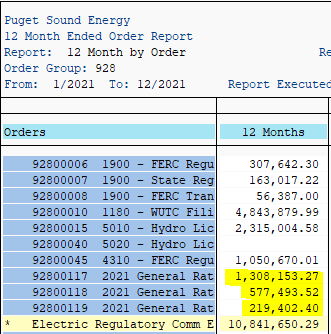 Puget Sound Energy
12 Month Ended Order Report
Report: 12 Month by Order Re
Order Group: 928
From: 1/2021 To: 12/2021 Report Executed
Orders 12 Months
92800006 1900 - FERC Regu 307,642.30
92800007 1900 - State Reg 163,017.22
92800008 1900 - FERC Tran 56,387.00
92800010 1180 - WUTC Fili 4,843,879.99
92800015 5010 - Hydro Lic 2,315,004.58
92800040 5020 - Hydro Lic
92800045 4310 - FERC Regu 1,050,670.01
92800117 2021 General Rat 1,308,153.27
92800118 2021 General Rat 577,493.52
92800119 2021 General Rat 219,402.40
* Electric Regulatory Comm E 10,841,650.29